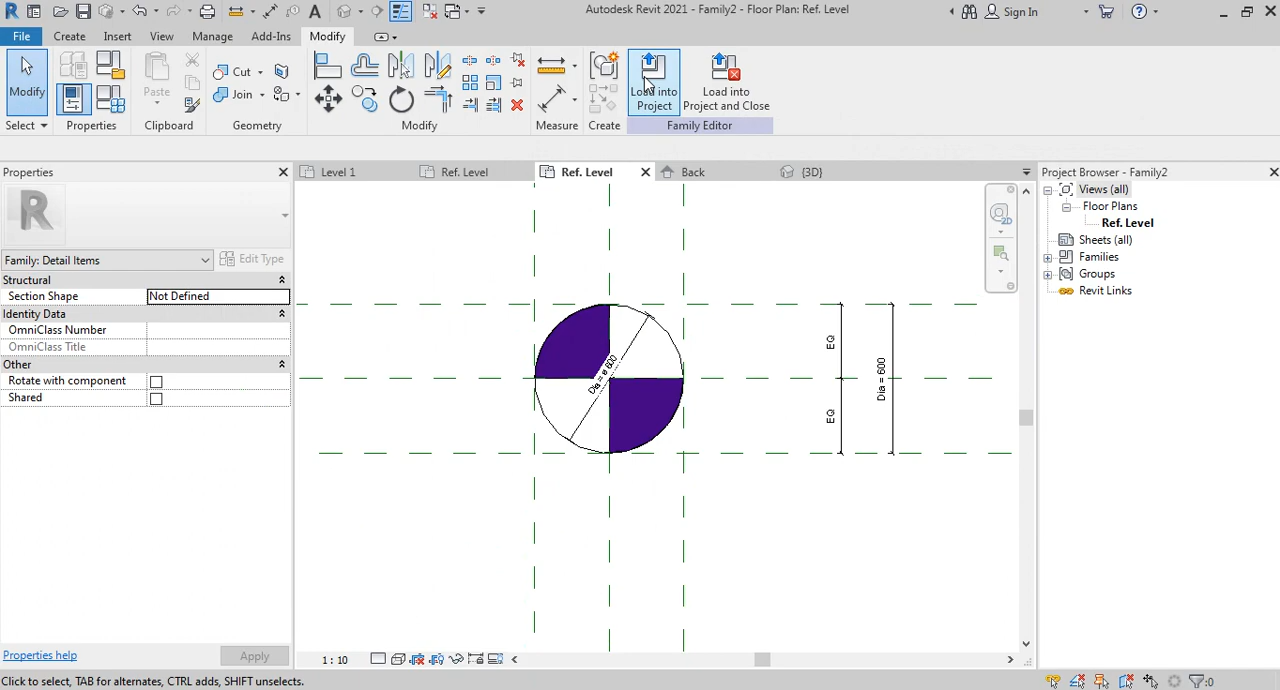 Autodesk Revit 2021 - Family2 - Floor Plan: Ref. Level
Sign In
File
Create
Insert
View
Manage
Add-Ins
Modify
Modify
Paste
Cut
Join
Load into
Project
Load into
Project and Close
Select
Properties
Clipboard
Geometry
Modify
Measure
Create
Family Editor
Properties
Level 1
Ref. Level
Ref. Level
Back
{3D}
Project Browser - Family2
R
Family: Detail Items
Edit Type
Structural
Section Shape
Not Defined
Identity Data
OmniClass Number
OmniClass Title
Other
Rotate with component
Shared
2D
Views (all)
Floor Plans
Ref. Level
Sheets (all)
Families
Groups
Revit Links
Dia = ø 600
EQ
EQ
Dia = 600
Properties help
Apply
1 : 10
Click to select, TAB for alternates, CTRL adds, SHIFT unselects.
:0